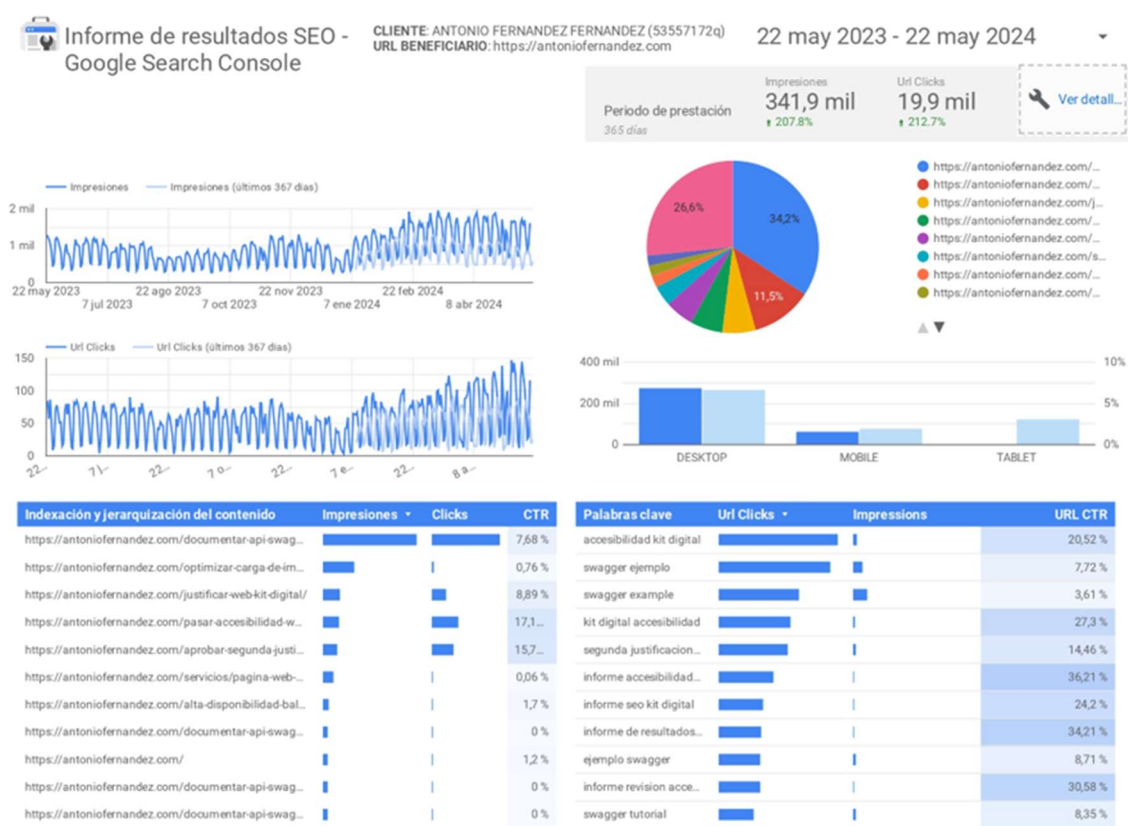 Informe de resultados SEO -
Google Search Console
CLIENTE: ANTONIO FERNANDEZ FERNANDEZ (53557172q)
URL BENEFICIARIO: https://antoniofernandez.com
22 may 2023 - 22 may 2024
Periodo de prestación
365 días
Impresiones
341,9 mil
207.8%
Url Clicks
19,9 mil
212.7%
Ver detall...
Impresiones Impresiones (últimos 367 días)
2 mil
1 mil
0
22 may 2023 22 ago 2023 22 nov 2023 22 feb 2024
7 jul 2023 7 oct 2023 7 ene 2024 8 abr 2024
26,6%
34,2%
11,5%
https://antoniofernandez.com/...
https://antoniofernandez.com/...
https://antoniofernandez.com/j...
https://antoniofernandez.com/...
https://antoniofernandez.com/...
https://antoniofernandez.com/s...
https://antoniofernandez.com/...
https://antoniofernandez.com/...
Url Clicks Url Clicks (últimos 367 días)
150
100
50
0
22... 7 j... 22... 7 o... 22... 7 e... 22... 8 a...
400 mil 10%
200 mil 5%
0 0%
DESKTOP MOBILE TABLET
Indexación y jerarquización del contenido Impresiones Clicks CTR
https://antoniofernandez.com/documentar-api-swag... 7,68 %
https://antoniofernandez.com/optimizar-carga-de-im... 0,76 %
https://antoniofernandez.com/justificar-web-kit-digital/ 8,89 %
https://antoniofernandez.com/pasar-accesibilidad-w... 17,1...
https://antoniofernandez.com/aprobar-segunda-justi... 15,7...
https://antoniofernandez.com/servicios/pagina-web-... 0,06 %
https://antoniofernandez.com/alta-disponibilidad-bal... 1,7 %
https://antoniofernandez.com/documentar-api-swag... 0 %
https://antoniofernandez.com/ 1,2 %
https://antoniofernandez.com/documentar-api-swag... 0 %
https://antoniofernandez.com/documentar-api-swag... 0 %
Palabras clave Url Clicks Impressions URL CTR
accesibilidad kit digital 20,52 %
swagger ejemplo 7,72 %
swagger example 3,61 %
kit digital accesibilidad 27,3 %
segunda justificacion... 14,46 %
informe accesibilidad... 36,21 %
informe seo kit digital 24,2 %
informe de resultados... 34,21 %
ejemplo swagger 8,71 %
informe revision acce... 30,58 %
swagger tutorial 8,35 %